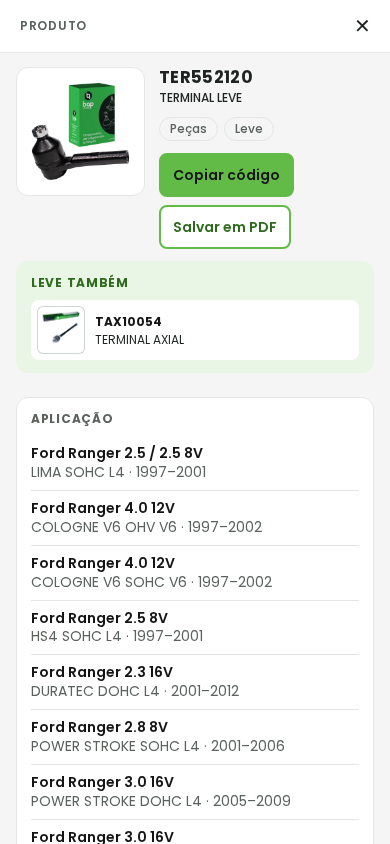 PRODUTO
TER552120
TERMINAL LEVE
Peças
Leve
Copiar código
Salvar em PDF
LEVE TAMBÉM
TAX10054
TERMINAL AXIAL
APLICAÇÃO
Ford Ranger 2.5 / 2.5 8V
LIMA SOHC L4 · 1997–2001
Ford Ranger 4.0 12V
COLOGNE V6 OHV V6 · 1997–2002
Ford Ranger 4.0 12V
COLOGNE V6 SOHC V6 · 1997–2002
Ford Ranger 2.5 8V
HS4 SOHC L4 · 1997–2001
Ford Ranger 2.3 16V
DURATEC DOHC L4 · 2001–2012
Ford Ranger 2.8 8V
POWER STROKE SOHC L4 · 2001–2006
Ford Ranger 3.0 16V
POWER STROKE DOHC L4 · 2005–2009
Ford Ranger 3.0 16V